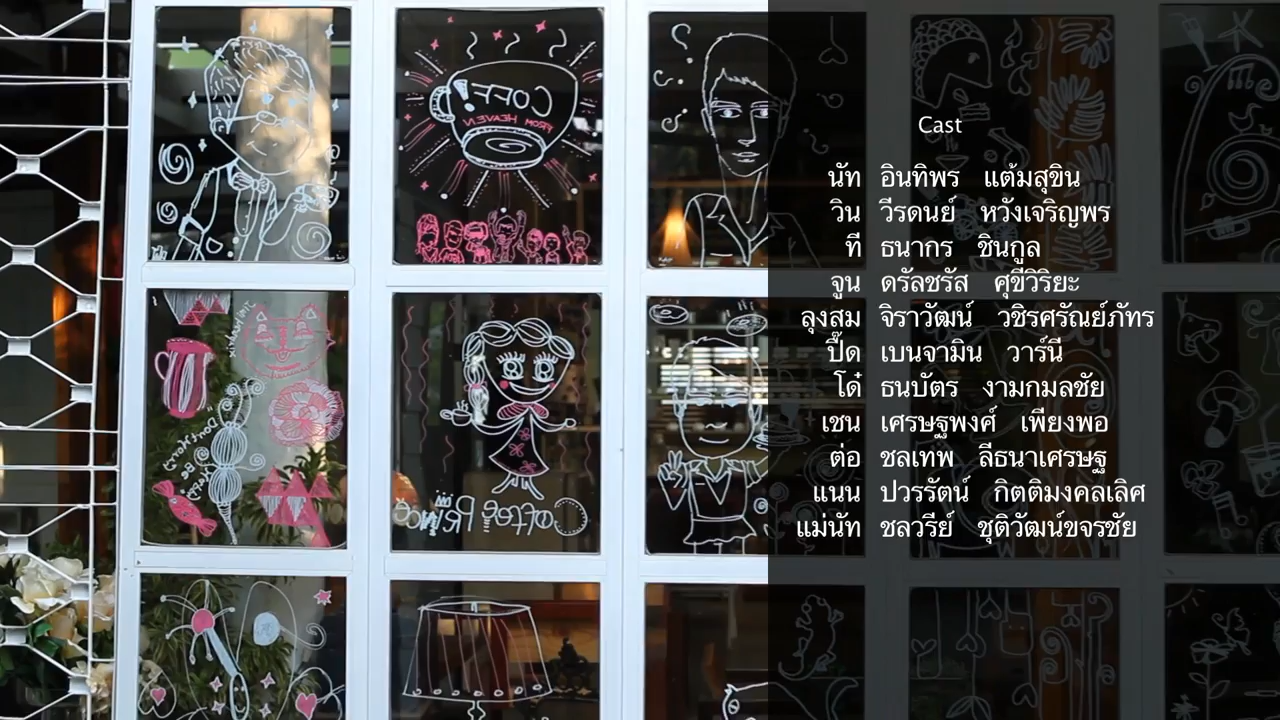 COFF!
FROM HEAVEN
Don't Worry
Be
Happy
Coffee Prince
Cast
นัท อินทิพร แต้มสุขิน
วิน วีรดนย์ หวังเจริญพร
ที ธนากร ชินกูล
จูน ดรัลชรัส ศุขีวิริยะ
ลุงสม จิราวัฒน์ วชิรศรัณย์ภัทร
ปี๊ด เบนจามิน วาร์นี
โด๋ ธนบัตร งามกมลชัย
เชน เศรษฐพงศ์ เพียงพอ
ต่อ ชลเทพ ลีธนาเศรษฐ
แนน ปวรรัตน์ กิตติมงคลเลิศ
แม่นัท ชลวรีย์ ชุติวัฒน์ขจรชัย